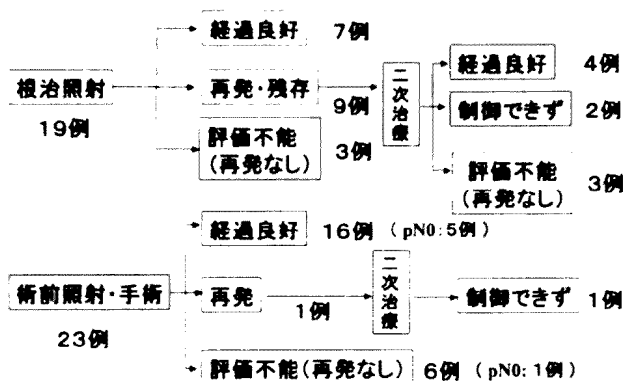 経過良好 7例
根治照射
19例
再発・残存
9例
評価不能
(再発なし)
3例
二次治療
経過良好 4例
制御できず 2例
評価不能
(再発なし)
3例
経過良好 16例 (pN0:5例)
術前照射・手術
23例
再発
1例
二次治療
制御できず 1例
評価不能(再発なし) 6例 (pN0:1例)